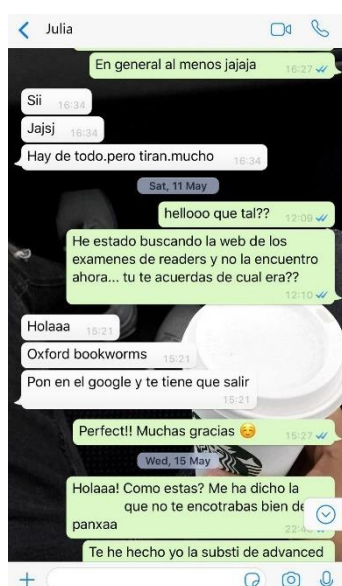 Julia
En general al menos jajaja
16:27
Sii
16:34
Jajsj
16:34
Hay de todo.pero tiran.mucho
16:34
Sat, 11 May
hellooo que tal??
12:09
He estado buscando la web de los
examenes de readers y no la encuentro
ahora... tu te acuerdas de cual era??
12:10
Holaaa
15:21
Oxford bookworms
15:21
Pon en el google y te tiene que salir
15:21
Perfect!! Muchas gracias ☺️
15:27
Wed, 15 May
Holaaa! Como estas? Me ha dicho la
que no te encotrabas bien de
panxaa
Te he hecho yo la substi de advanced